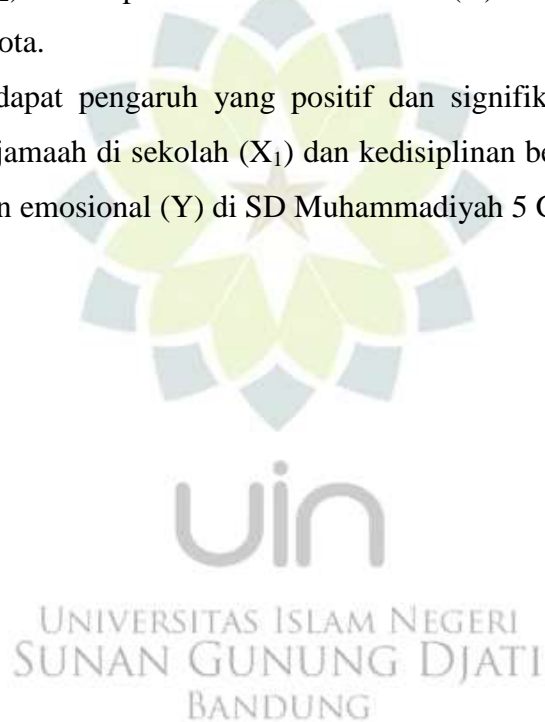 ota.
dapat pengaruh yang positif dan signifik
jamaah di sekolah (X₁) dan kedisiplinan be
n emosional (Y) di SD Muhammadiyah 5
uin
UNIVERSITAS ISLAM NEGERI
SUNAN GUNUNG DJATI
BANDUNG